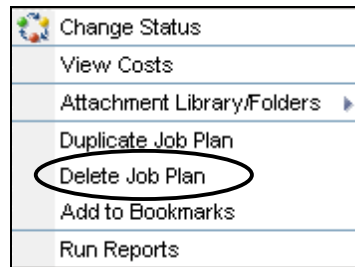 Change Status
View Costs
Attachment Library/Folders
Duplicate Job Plan
Delete Job Plan
Add to Bookmarks
Run Reports